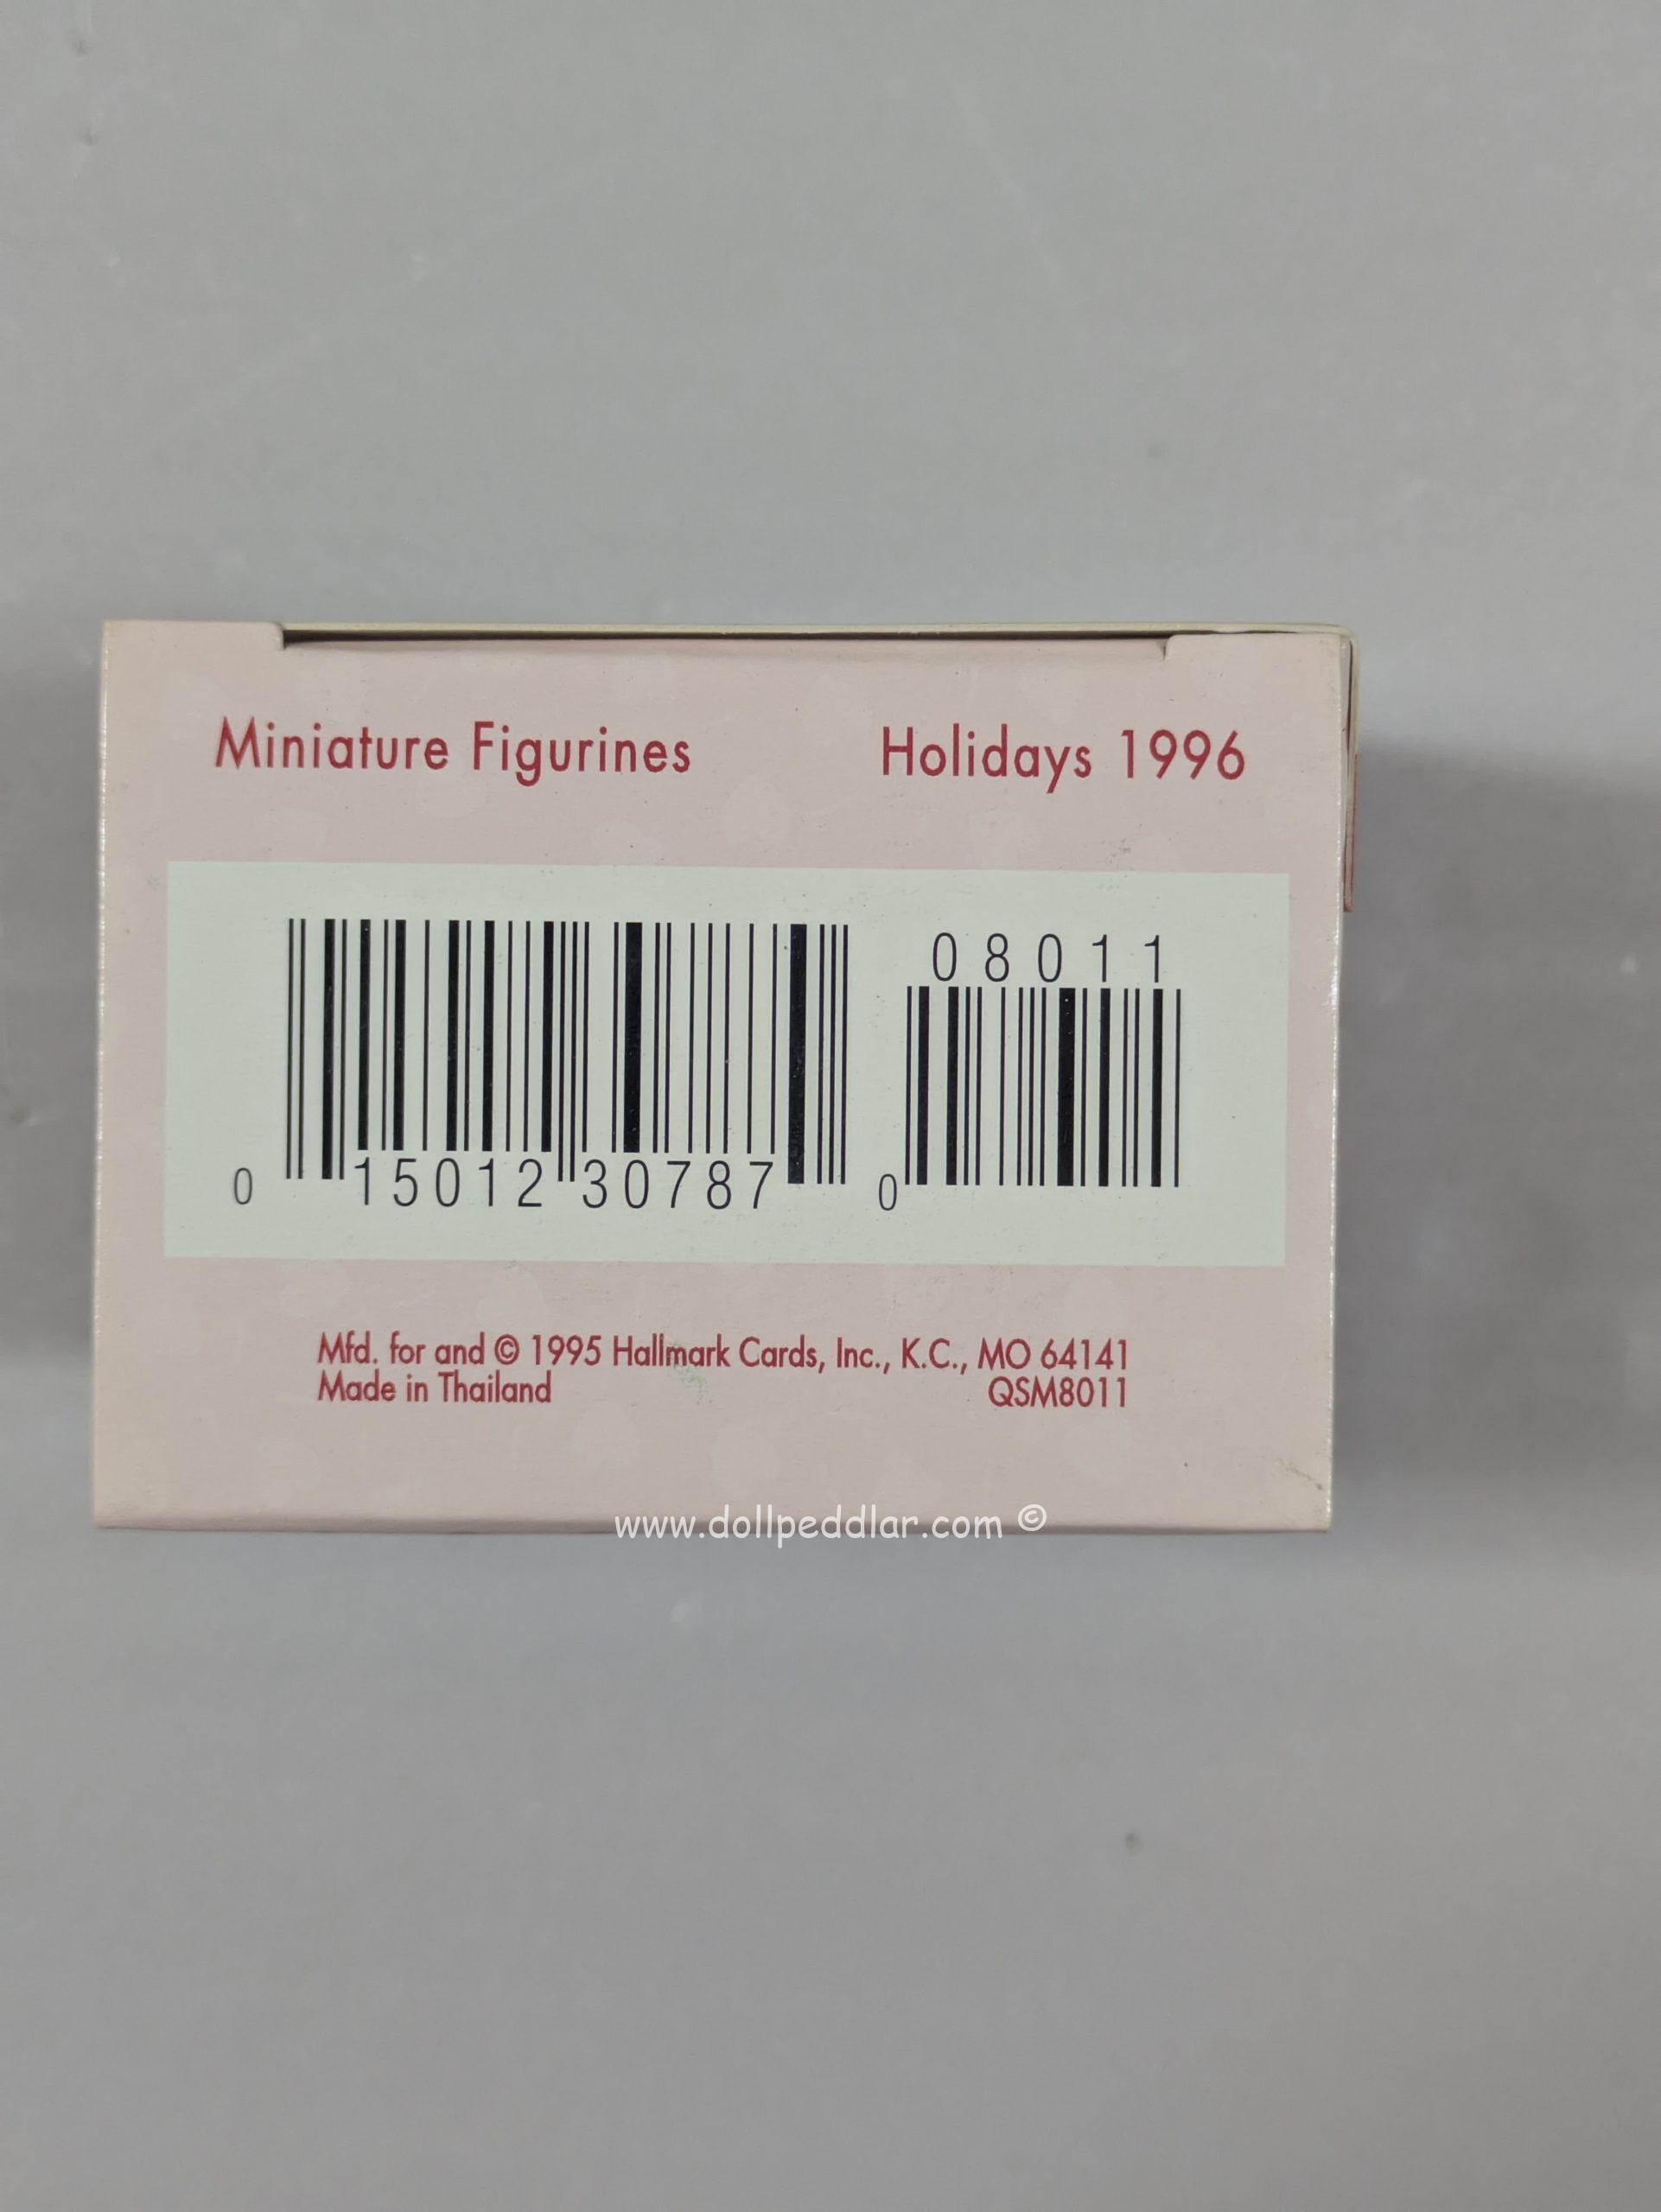 Miniature Figurines Holidays 1996
08011
0 15012 30787 0
Mfd. for and © 1995 Hallmark Cards, Inc., K.C., MO 64141
Made in Thailand QSM8011
www.dollpeddlar.com ©